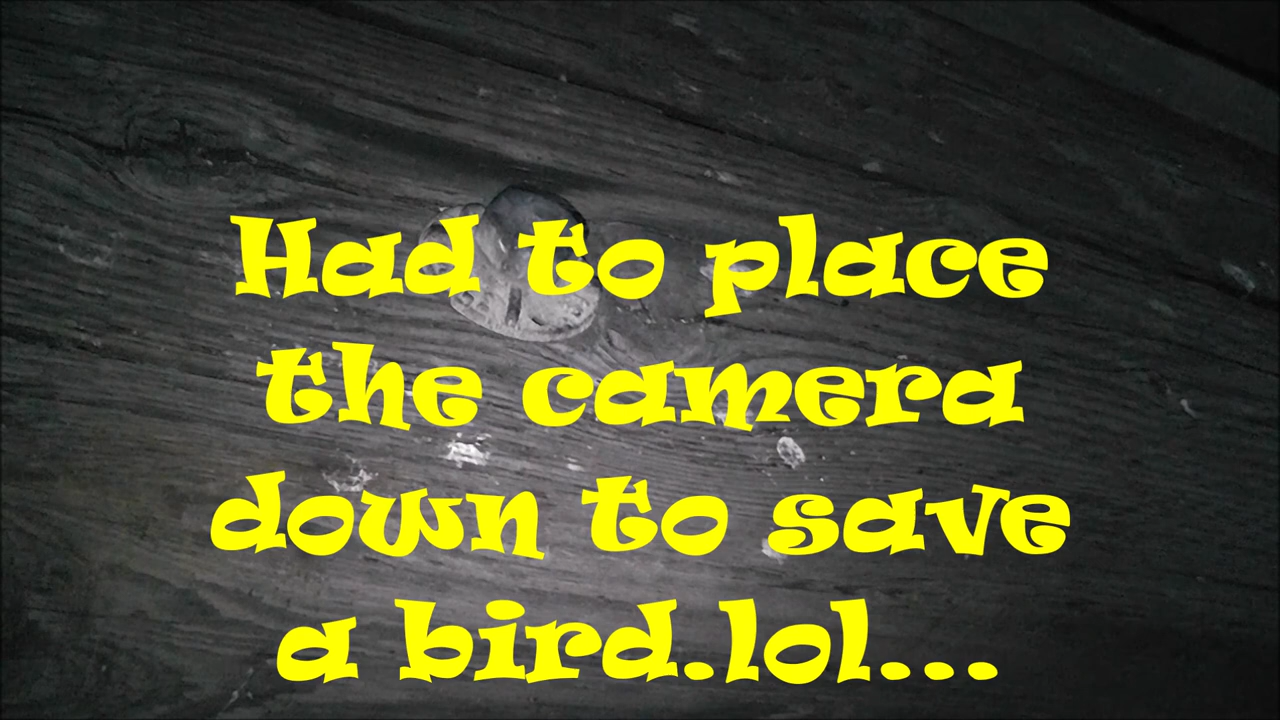 Had to place
the camera
down to save
a bird.lol...